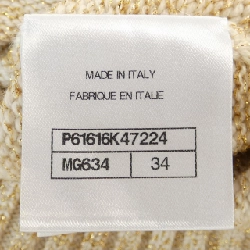 MADE IN ITALY
FABRIQUE EN ITALIE
P61616K47224
MG634 34